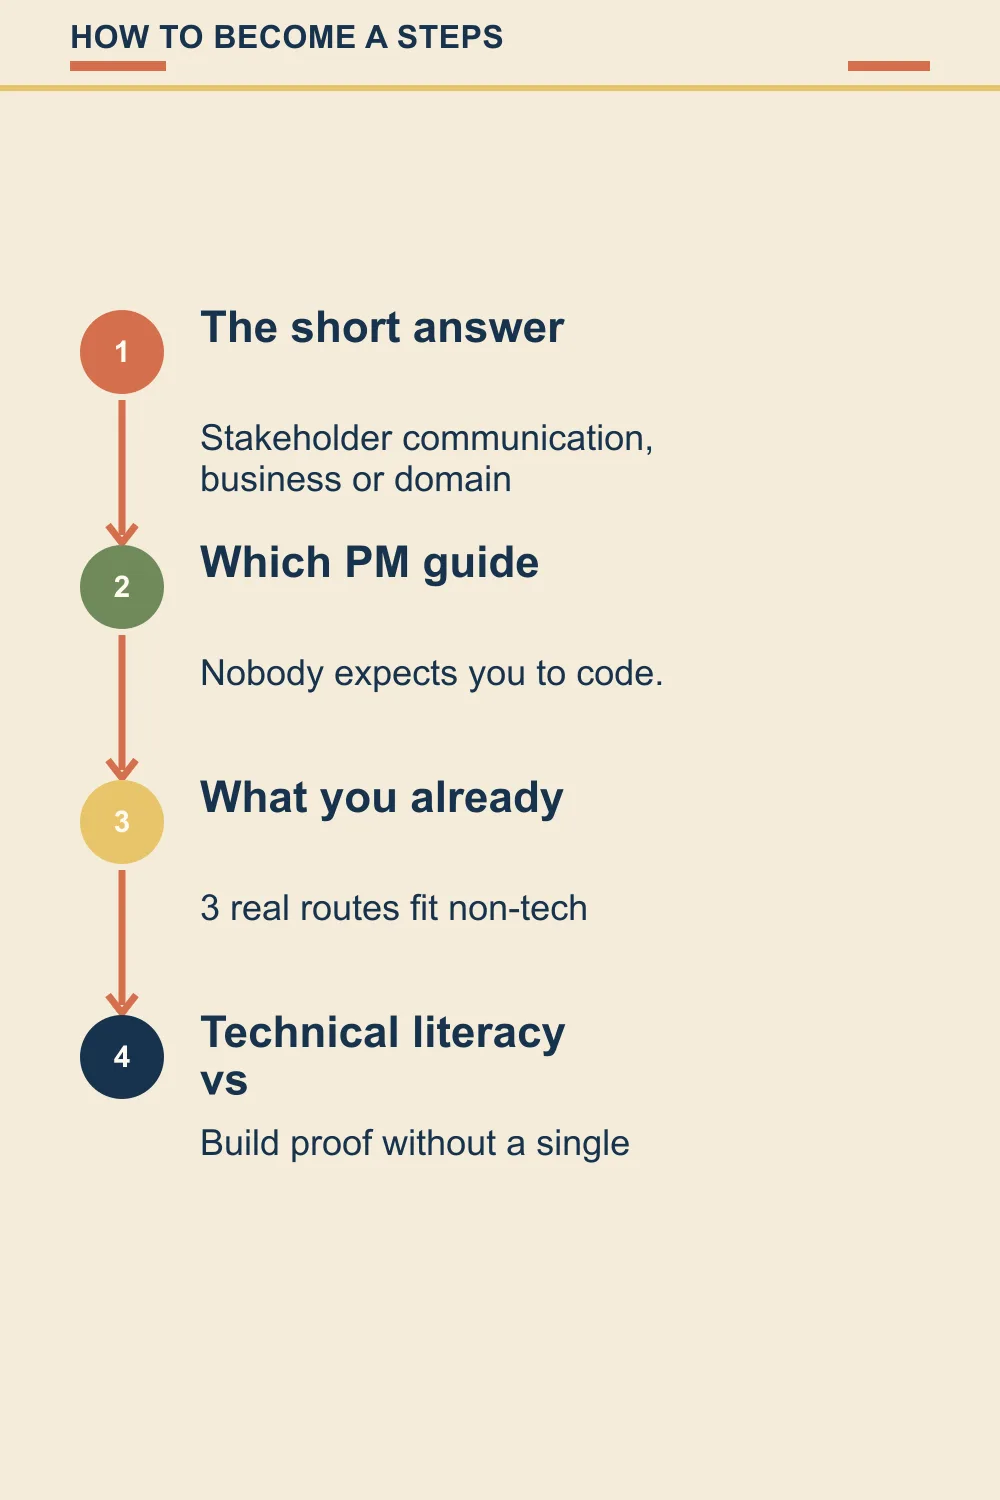 HOW TO BECOME A STEPS
1
The short answer
Stakeholder communication,
business or domain
2
Which PM guide
Nobody expects you to code.
3
What you already
3 real routes fit non-tech
4
Technical literacy
vs
Build proof without a single